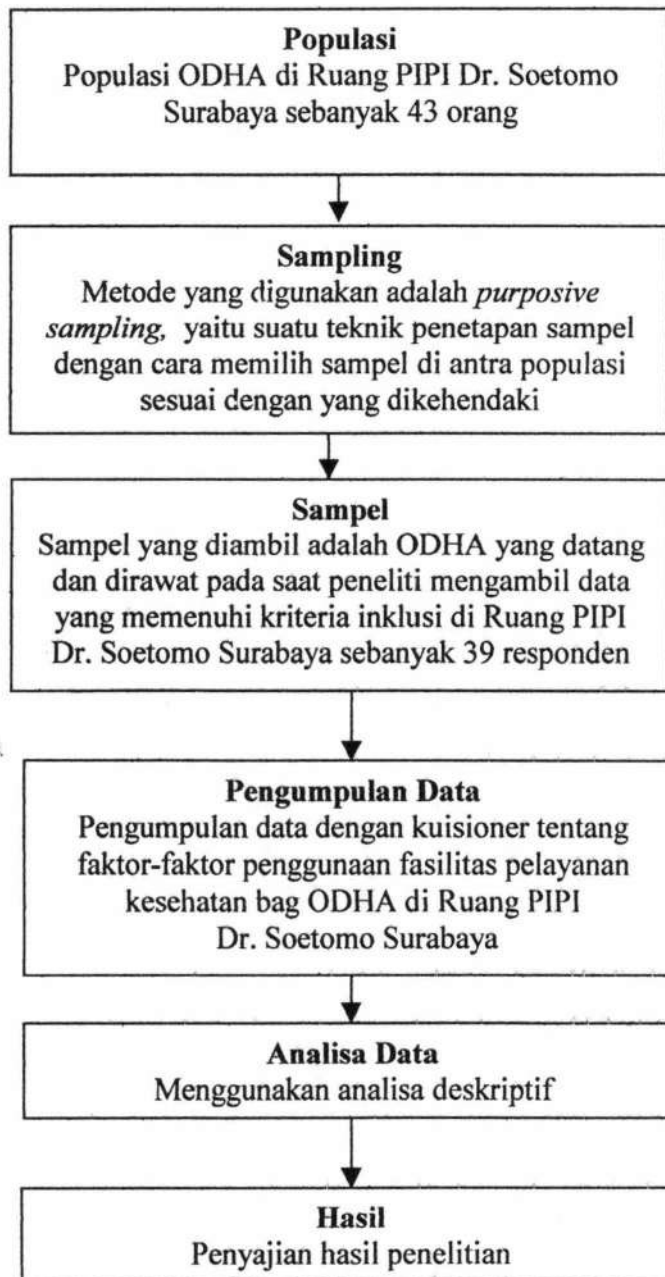 Populasi
Populasi ODHA di Ruang PIPI Dr. Soetomo
Surabaya sebanyak 43 orang
Sampling
Metode yang digunakan adalah purposive
sampling, yaitu suatu teknik penetapan sampel
dengan cara memilih sampel di antra populasi
sesuai dengan yang dikehendaki
Sampel
Sampel yang diambil adalah ODHA yang datang
dan dirawat pada saat peneliti mengambil data
yang memenuhi kriteria inklusi di Ruang PIPI
Dr. Soetomo Surabaya sebanyak 39 responden
Pengumpulan Data
Pengumpulan data dengan kuisioner tentang
faktor-faktor penggunaan fasilitas pelayanan
kesehatan bag ODHA di Ruang PIPI
Dr. Soetomo Surabaya
Analisa Data
Menggunakan analisa deskriptif
Hasil
Penyajian hasil penelitian